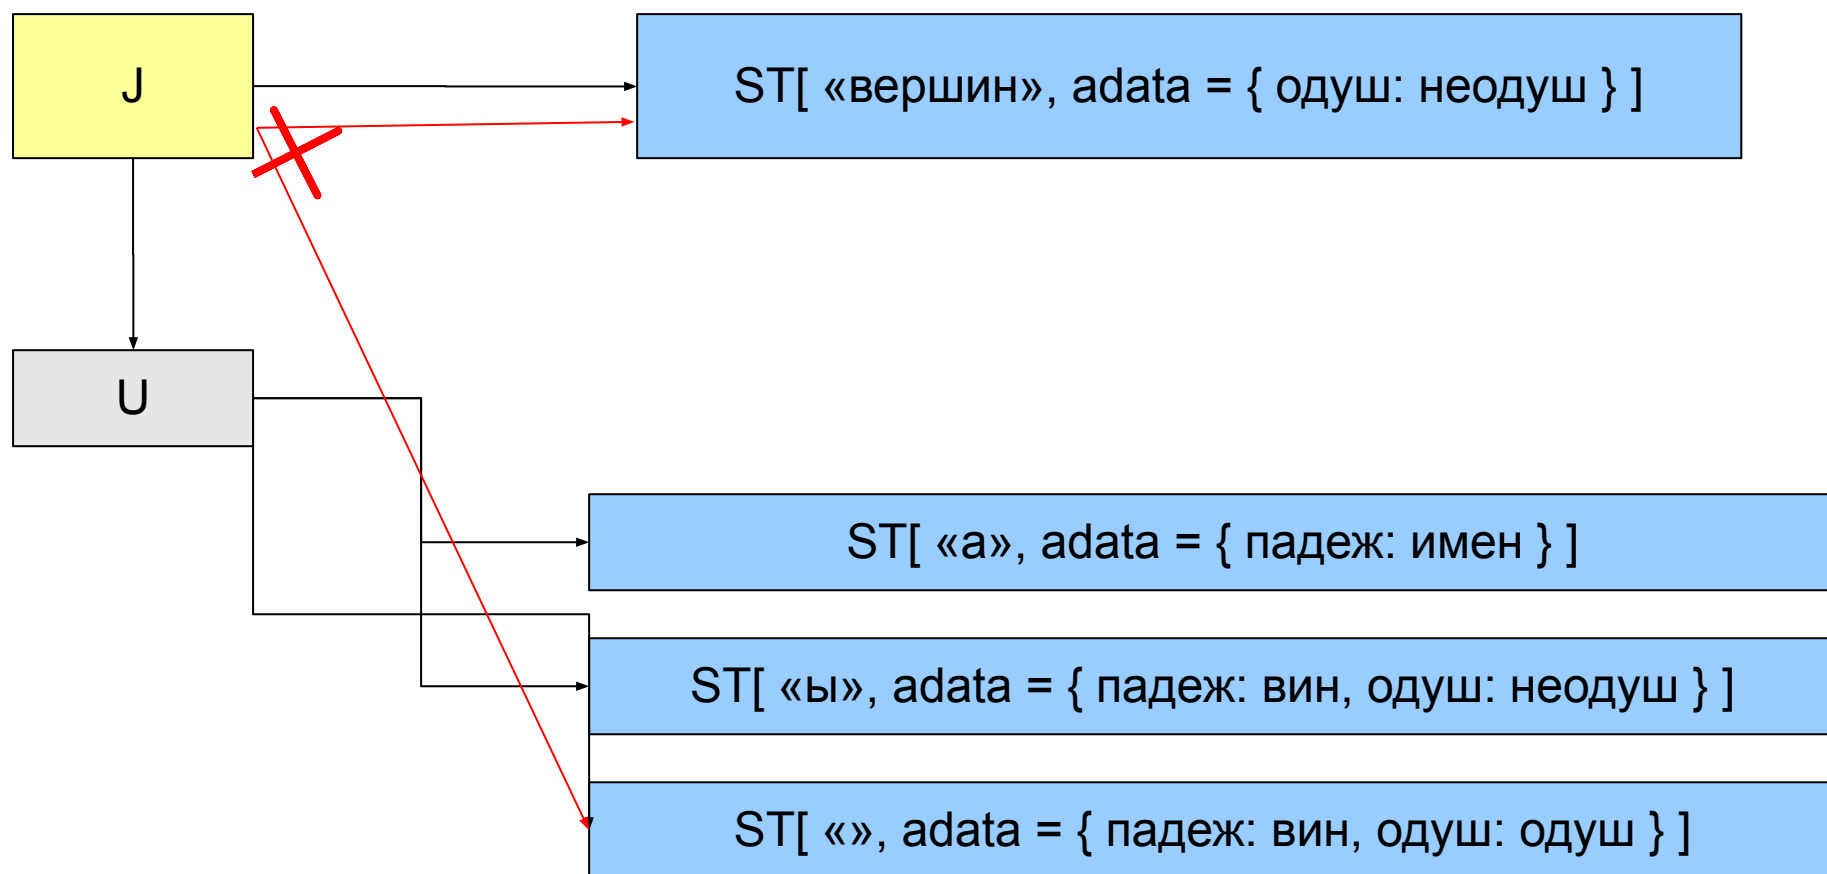 J
ST[ «вершин», adata = { одуш: неодуш } ]
U
ST[ «а», adata = { падеж: имен } ]
ST[ «ы», adata = { падеж: вин, одуш: неодуш } ]
ST[ «», adata = { падеж: вин, одуш: одуш } ]